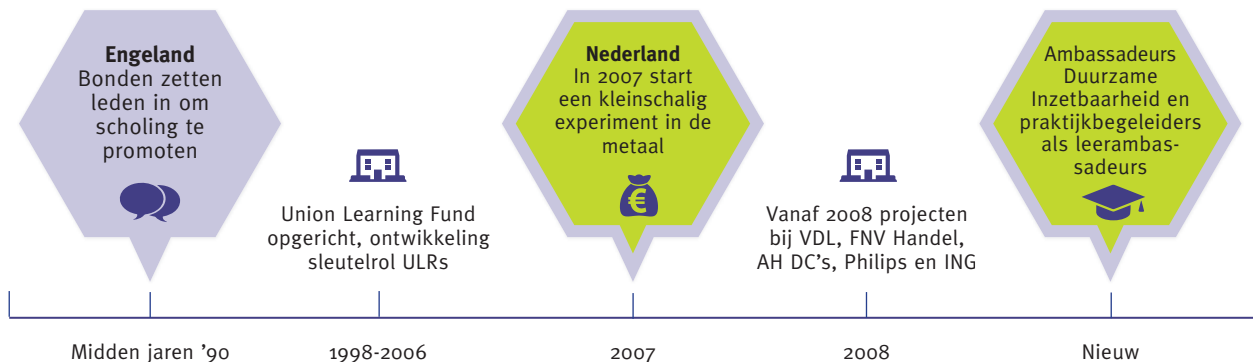 Engeland
Bonden zetten
leden in om
scholing te
promoten
Union Learning Fund
opgericht, ontwikkeling
sleutelrol ULRs
Nederland
In 2007 start
een kleinschalig
experiment in de
metaal
€
Vanaf 2008 projecten
bij VDL, FNV Handel,
AH DC's, Philips en ING
Ambassadeurs
Duurzame
Inzetbaarheid en
praktijkbegeleiders
als leerambas-
sadeurs
Midden jaren ’90
1998-2006
2007
2008
Nieuw